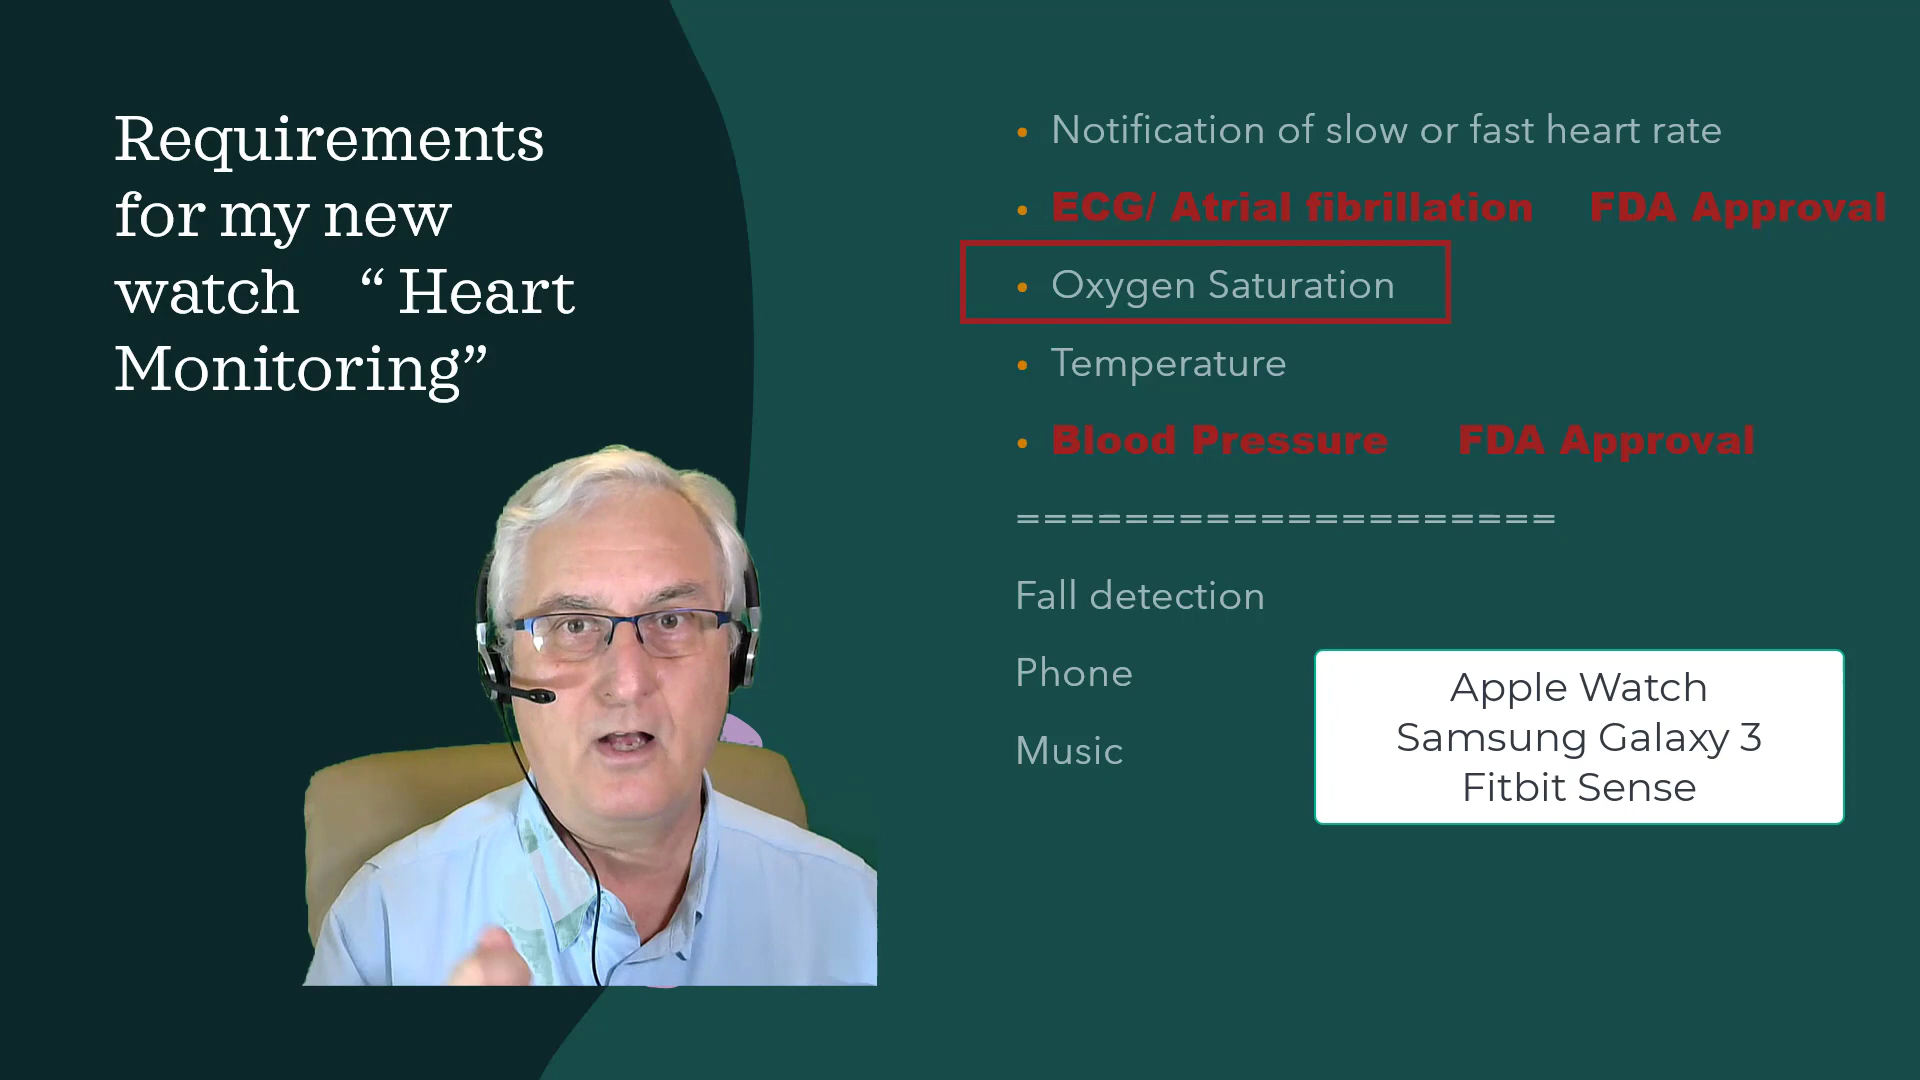 Requirements
for my new
watch “ Heart
Monitoring”
• Notification of slow or fast heart rate
• ECG/ Atrial fibrillation FDA Approval
• Oxygen Saturation
• Temperature
• Blood Pressure FDA Approval
====================
Fall detection
Phone
Music
Apple Watch
Samsung Galaxy 3
Fitbit Sense